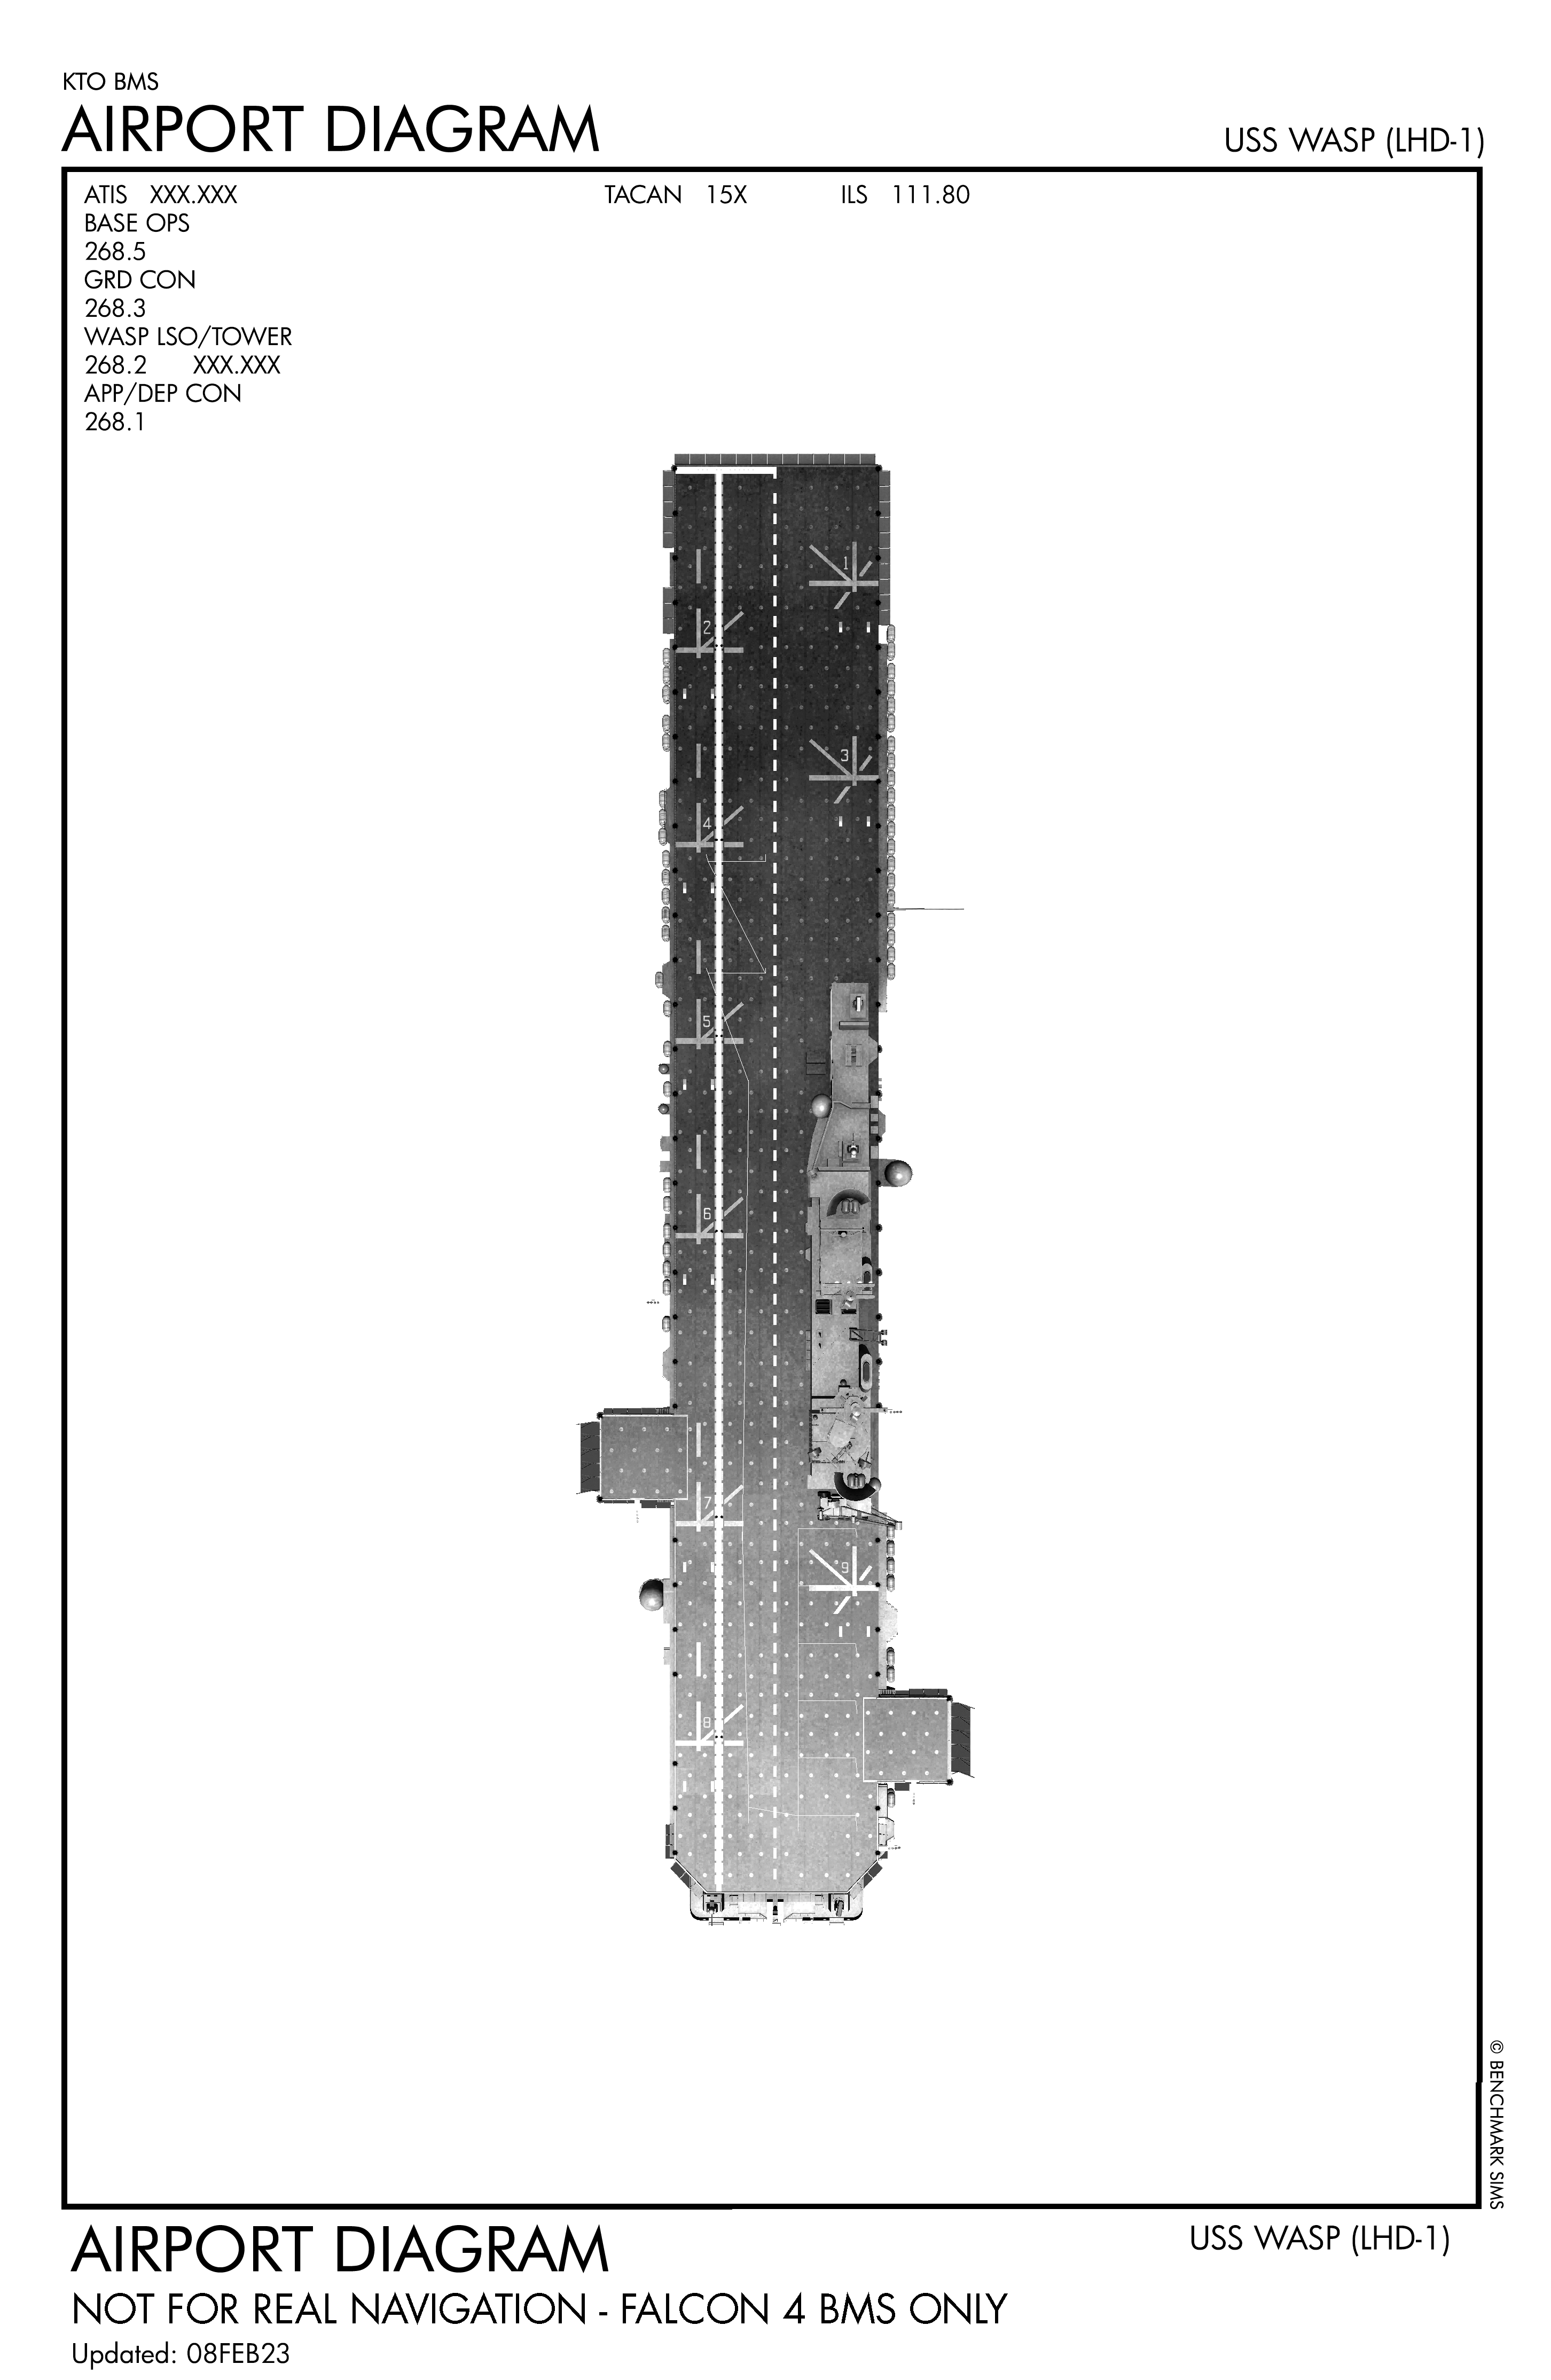 KTO BMS
AIRPORT DIAGRAM
USS WASP (LHD-1)
ATIS XXX.XXX
TACAN 15X ILS 111.80
BASE OPS
268.5
GRD CON
268.3
WASP LSO/TOWER
268.2 XXX.XXX
APP/DEP CON
268.1
1
2
3
4
5
6
7
9
8
© BENCHMARK SIMS
AIRPORT DIAGRAM
USS WASP (LHD-1)
NOT FOR REAL NAVIGATION - FALCON 4 BMS ONLY
Updated: 08FEB23